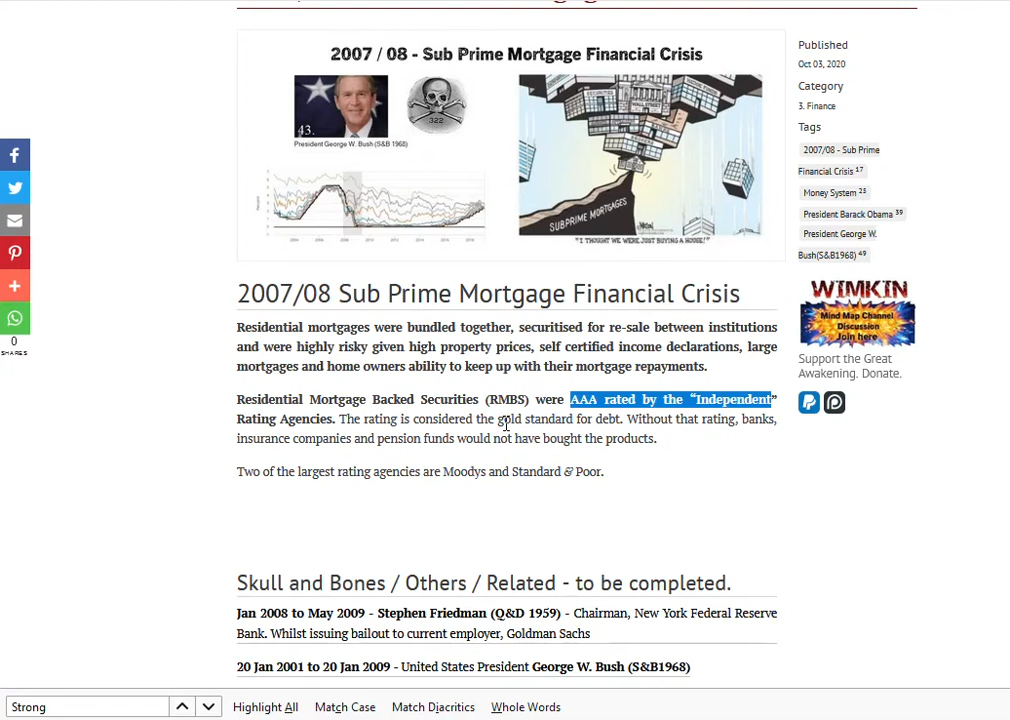 2007 / 08 - Sub Prime Mortgage Financial Crisis
43.
322
President George W. Bush (S&B 1968)
SUBPRIME MORTGAGES
WALL STREET
"I THOUGHT WE WERE JUST BUYING A HOUSE!"
Published
Oct 03, 2020
Category
3. Finance
Tags
2007/08 - Sub Prime
Financial Crisis 17
Money System 25
President Barack Obama 39
President George W.
Bush(S&B1968) 49
WIMKIN
Mind Map Channel
Discussion
Join here
Support the Great
Awakening. Donate.
0
SHARES
2007/08 Sub Prime Mortgage Financial Crisis
Residential mortgages were bundled together, securitised for re-sale between institutions
and were highly risky given high property prices, self certified income declarations, large
mortgages and home owners ability to keep up with their mortgage repayments.
Residential Mortgage Backed Securities (RMBS) were AAA rated by the “Independent”
Rating Agencies. The rating is considered the gold standard for debt. Without that rating, banks,
insurance companies and pension funds would not have bought the products.
Two of the largest rating agencies are Moodys and Standard & Poor.
Skull and Bones / Others / Related - to be completed.
Jan 2008 to May 2009 - Stephen Friedman (Q&D 1959) - Chairman, New York Federal Reserve
Bank. Whilst issuing bailout to current employer, Goldman Sachs
20 Jan 2001 to 20 Jan 2009 - United States President George W. Bush (S&B1968)
Strong
Highlight All
Match Case
Match Diacritics
Whole Words